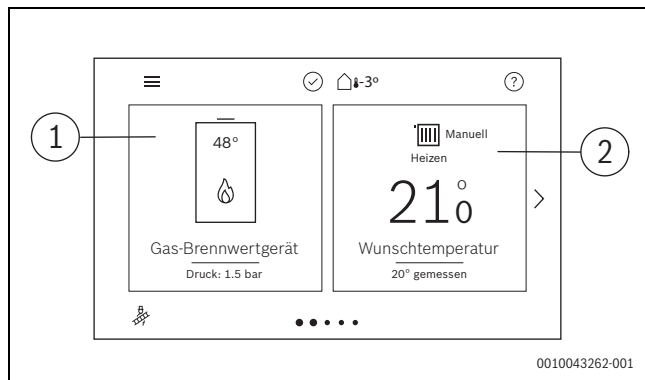 -3°
?
1
48°
Gas-Brennwertgerät
Druck: 1.5 bar
Manuell
Heizen
21°0
Wunschtemperatur
20° gemessen
2
0010043262-001